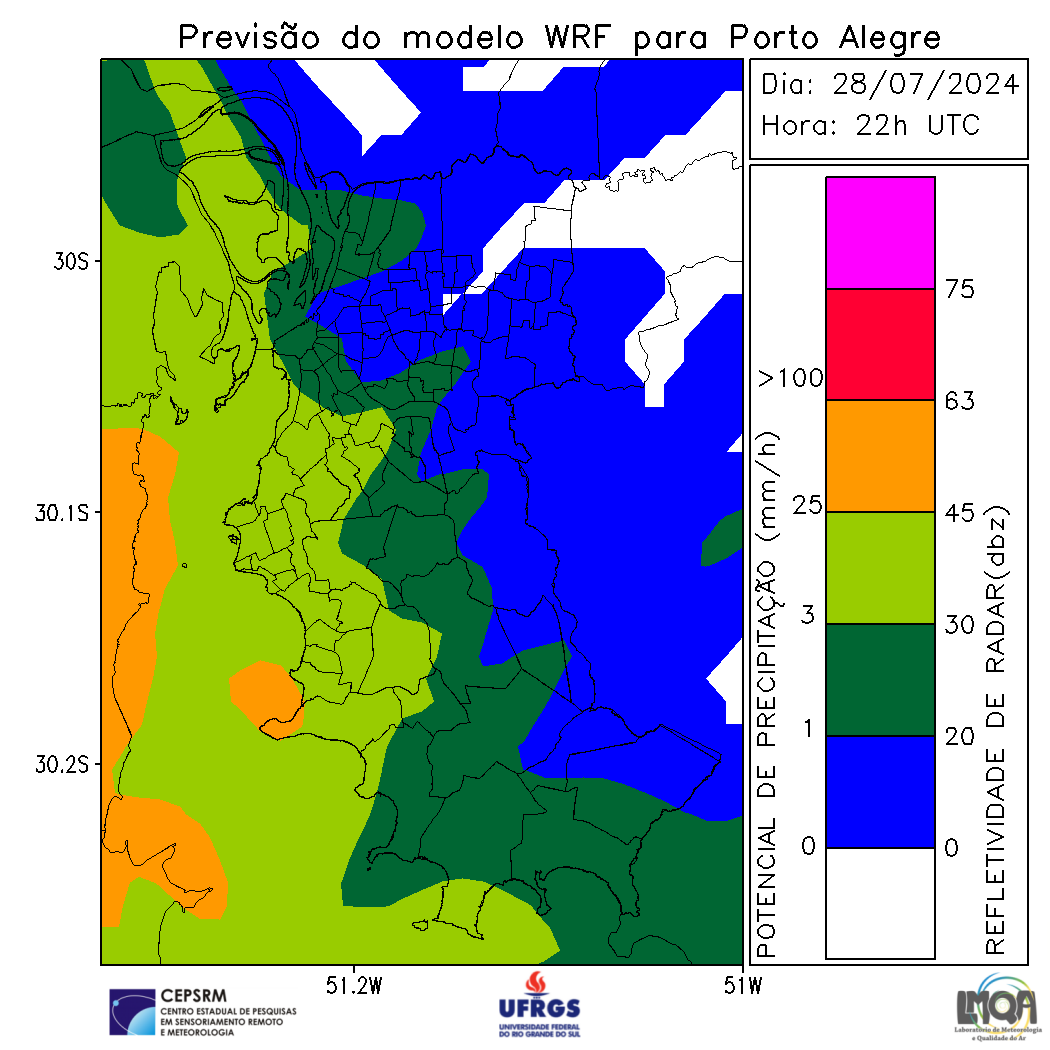 Previsão do modelo WRF para Porto Alegre
Dia: 28/07/2024
Hora: 22h UTC
30S
30.1S
30.2S
51.2W
51W
POTENCIAL DE PRECIPITAÇÃO (mm/h)
>100
25
3
1
0
75
63
45
30
20
0
REFLETIVIDADE DE RADAR(dbz)
CEPSRM
CENTRO ESTADUAL DE PESQUISAS
EM SENSORIAMENTO REMOTO
E METEOROLOGIA
UFRGS
UNIVERSIDADE FEDERAL
DO RIO GRANDE DO SUL
LMQA
Laboratório de Meteorologia
e Qualidade do Ar